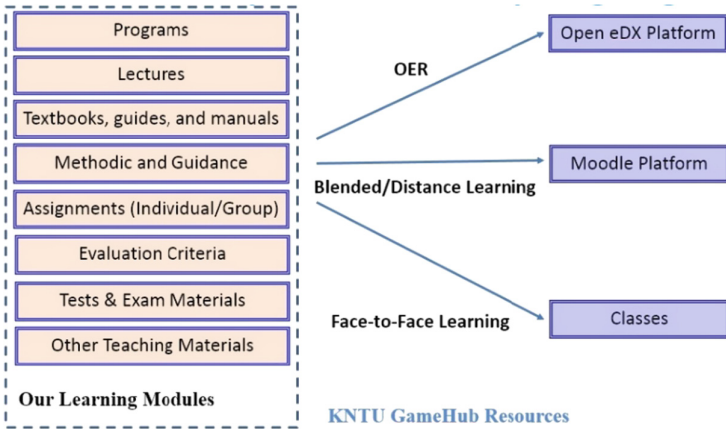 Programs
Lectures
Textbooks, guides, and manuals
Methodic and Guidance
Assignments (Individual/Group)
Evaluation Criteria
Tests & Exam Materials
Other Teaching Materials
Our Learning Modules
OER
Blended/Distance Learning
Face-to-Face Learning
Open eDX Platform
Moodle Platform
Classes
KNTU GameHub Resources